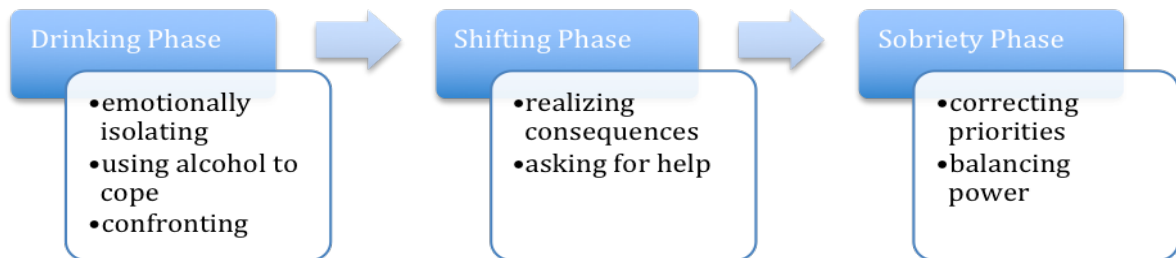 Drinking Phase
•emotionally
isolating
•using alcohol to
cope
•confronting
Shifting Phase
•realizing
consequences
•asking for help
Sobriety Phase
•correcting
priorities
•balancing
power